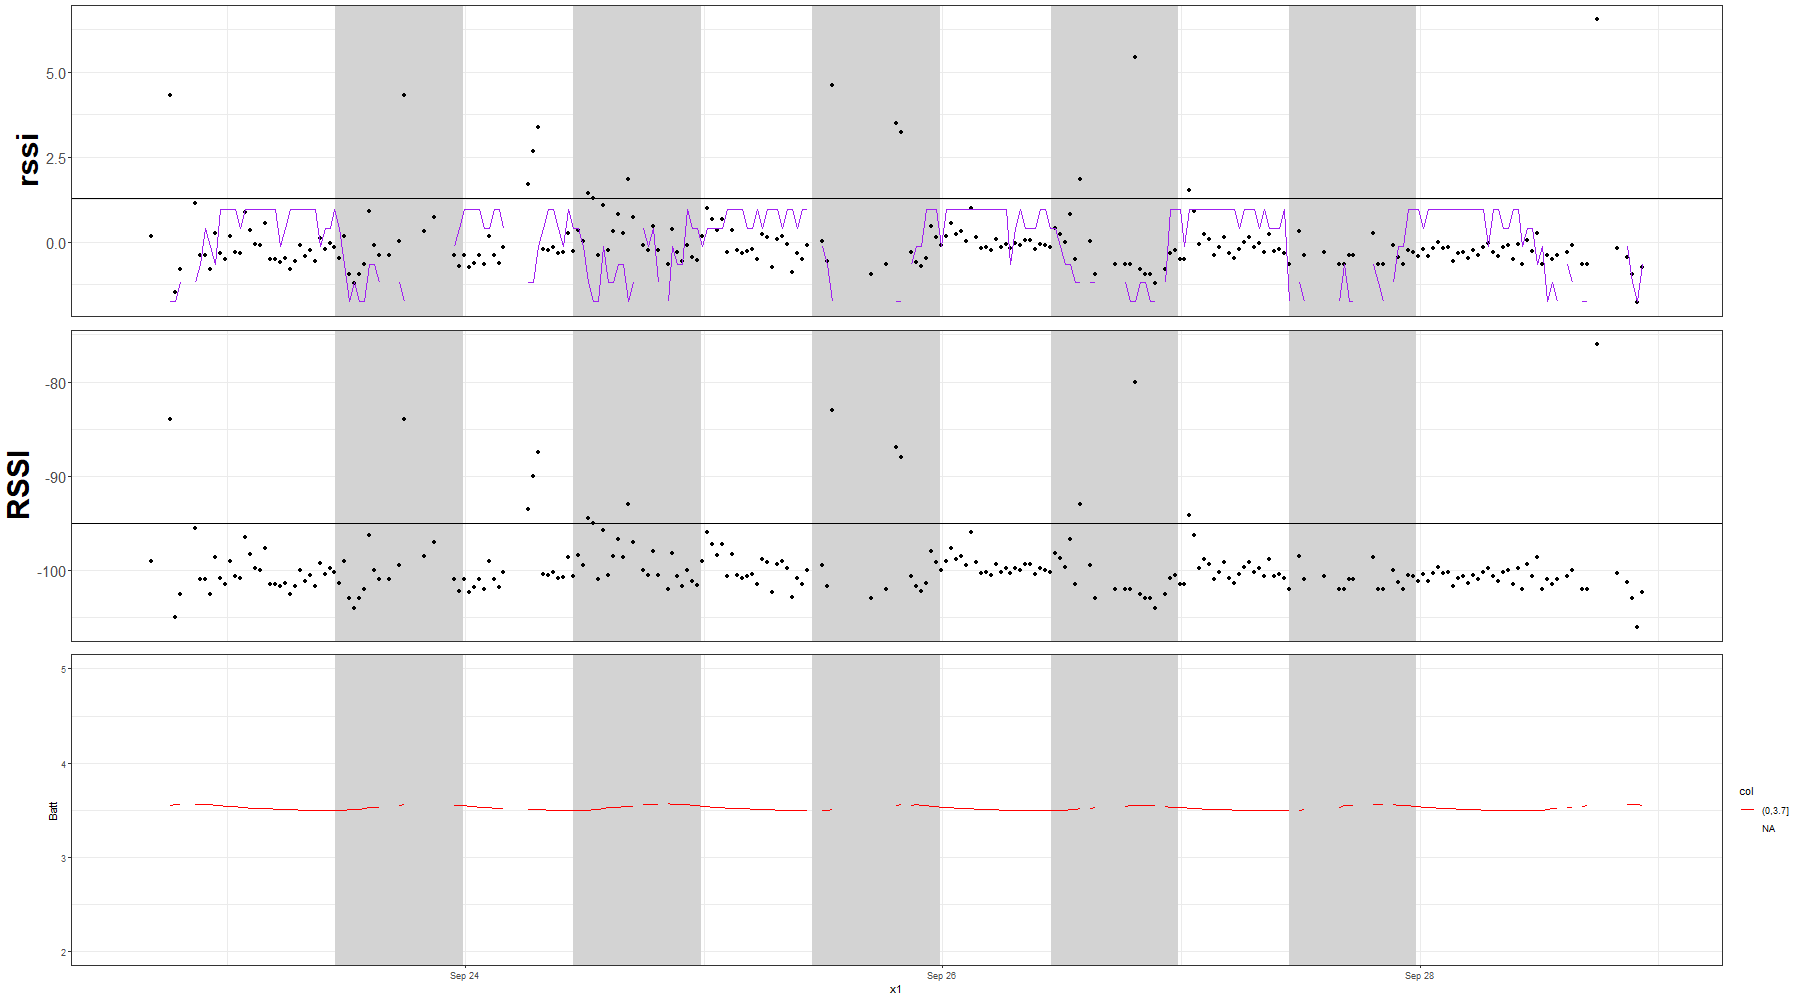 rssi
5.0
2.5
0.0
RSSI
-80
-90
-100
Batt
5
4
3
2
Sep 24
Sep 26
Sep 28
x1
col
(0,3.7]
NA